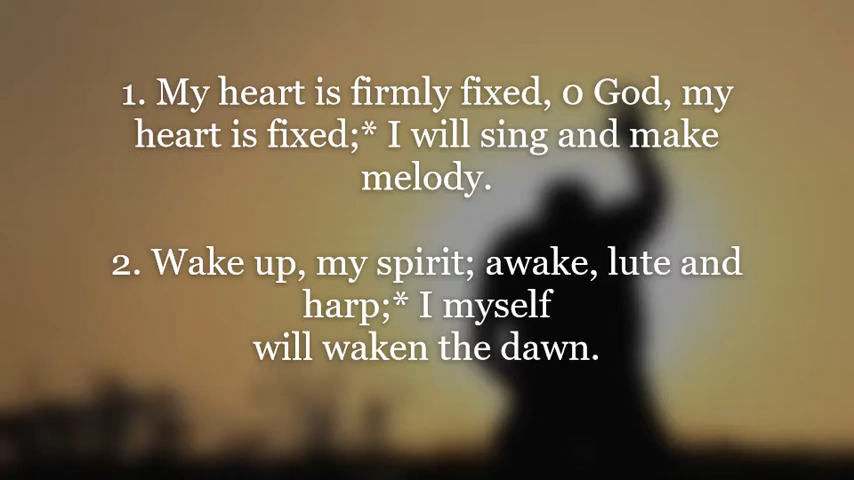 1. My heart is firmly fixed, 0 God, my
heart is fixed;* I will sing and make
melody.
2. Wake up, my spirit; awake, lute and
harp;* I myself
will waken the dawn.